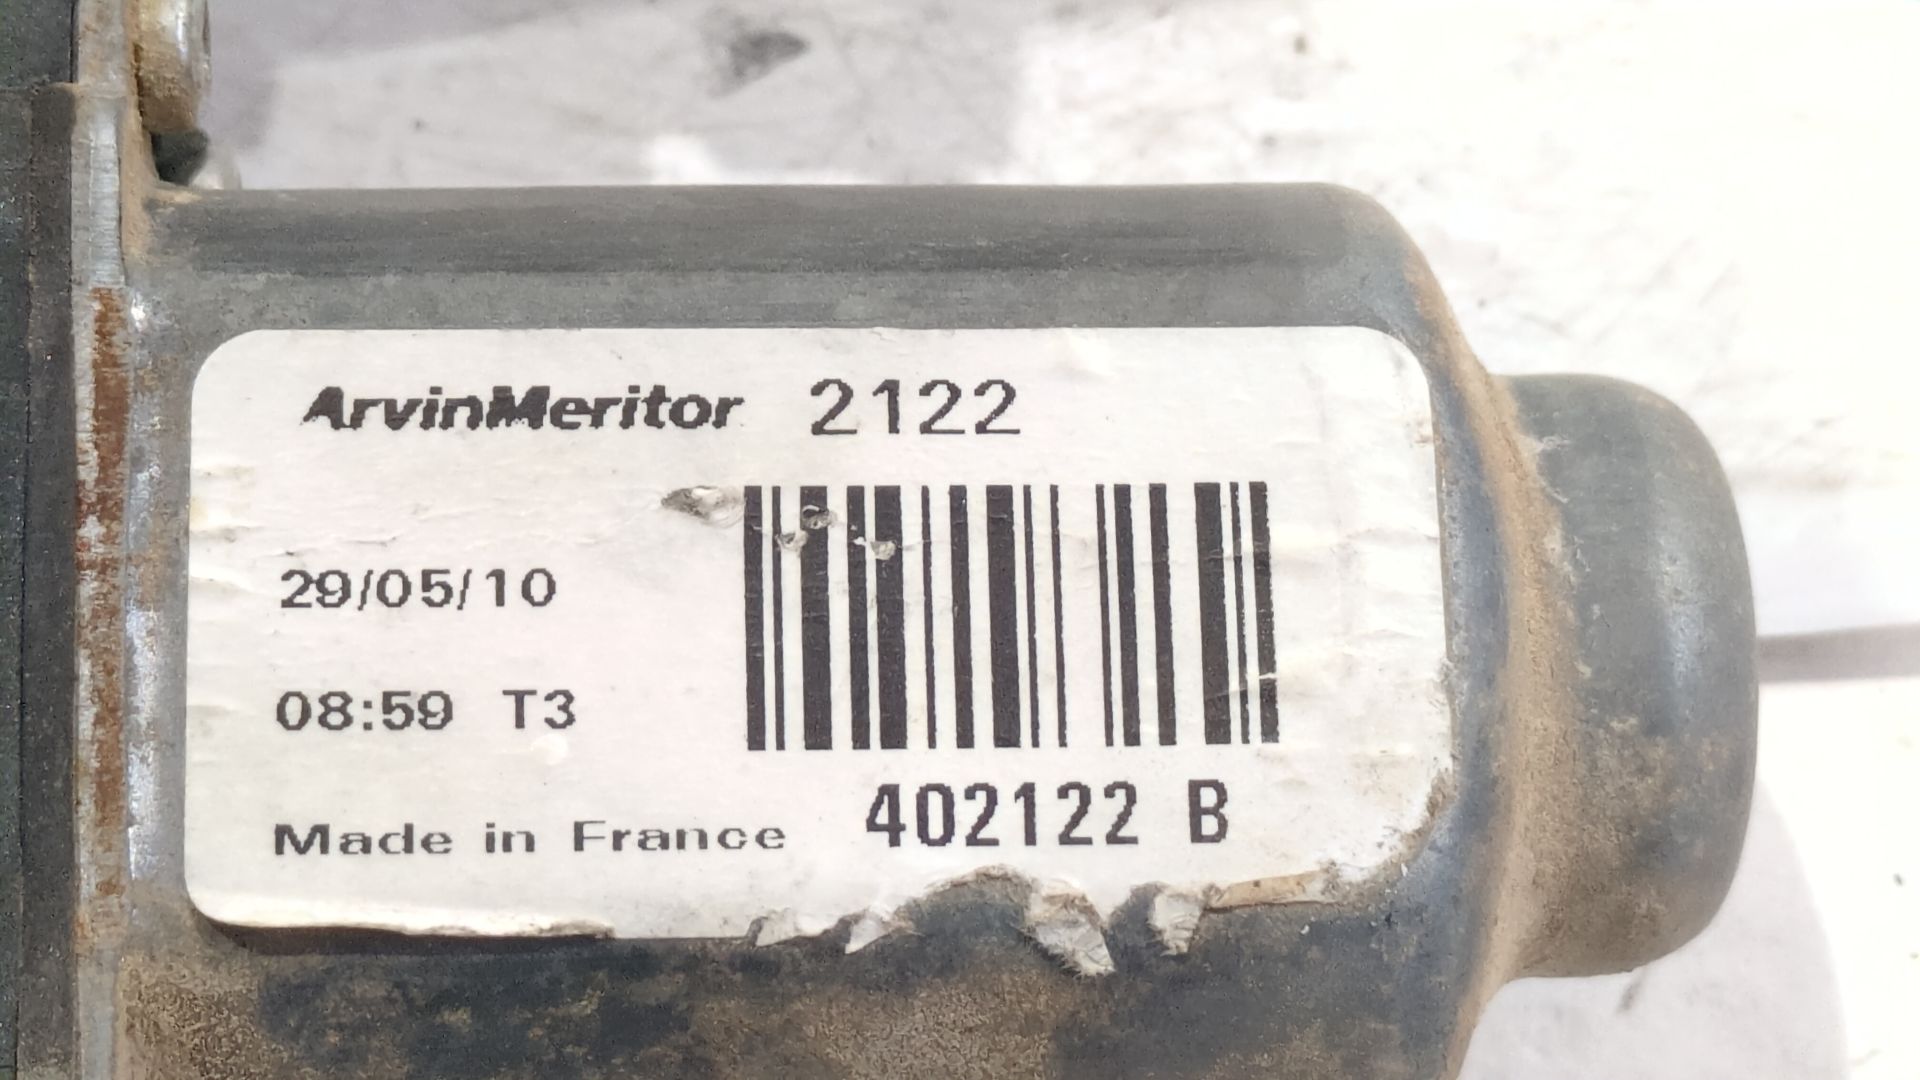 ArvinMeritor 2122
29/05/10
08:59 T3
Made in France 402122 B